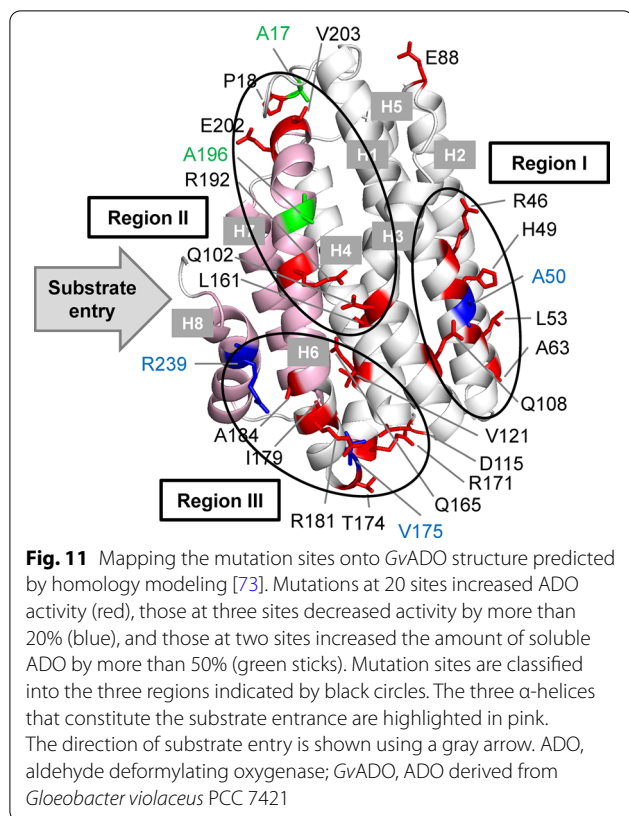 A17
V203
P18
E88
H5
E202
H1
H2
A196
Region I
R192
R46
Region II
H49
H7
H3
Q102
H4
A50
L161
Substrate
entry
L53
H8
A63
H6
R239
Q108
V121
A184
D115
I179
R171
Region III
Q165
R181
T174
V175
Fig. 11 Mapping the mutation sites onto GvADO structure predicted
by homology modeling [73]. Mutations at 20 sites increased ADO
activity (red), those at three sites decreased activity by more than
20% (blue), and those at two sites increased the amount of soluble
ADO by more than 50% (green sticks). Mutation sites are classified
into the three regions indicated by black circles. The three α-helices
that constitute the substrate entrance are highlighted in pink.
The direction of substrate entry is shown using a gray arrow. ADO,
aldehyde deformylating oxygenase; GvADO, ADO derived from
Gloeobacter violaceus PCC 7421